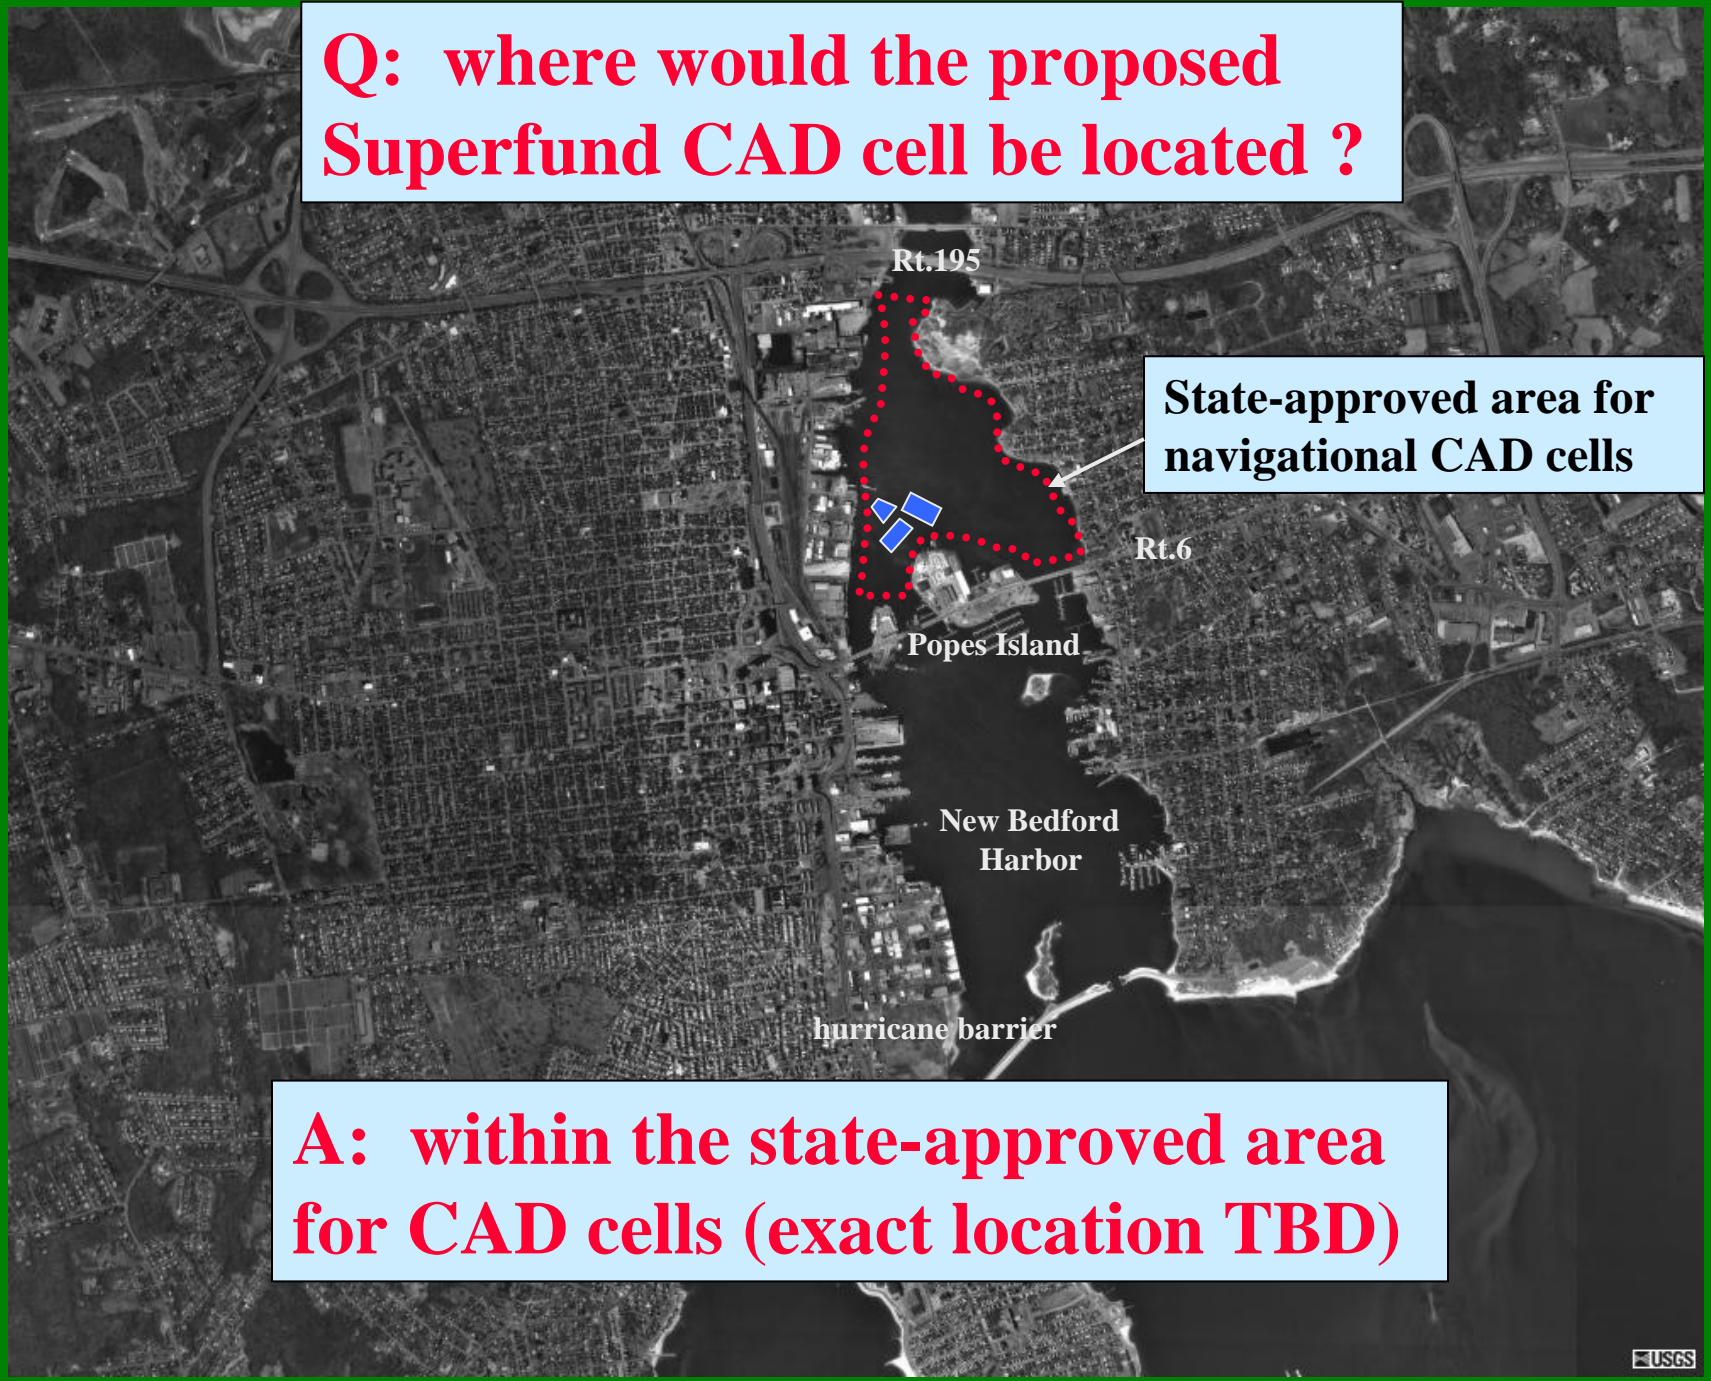 Q:  where would the proposed
Superfund CAD cell be located ?
Rt.195
State-approved area for
navigational CAD cells
Rt.6
Popes Island
New Bedford
Harbor
hurricane barrier
A:  within the state-approved area
for CAD cells (exact location TBD)
USGS